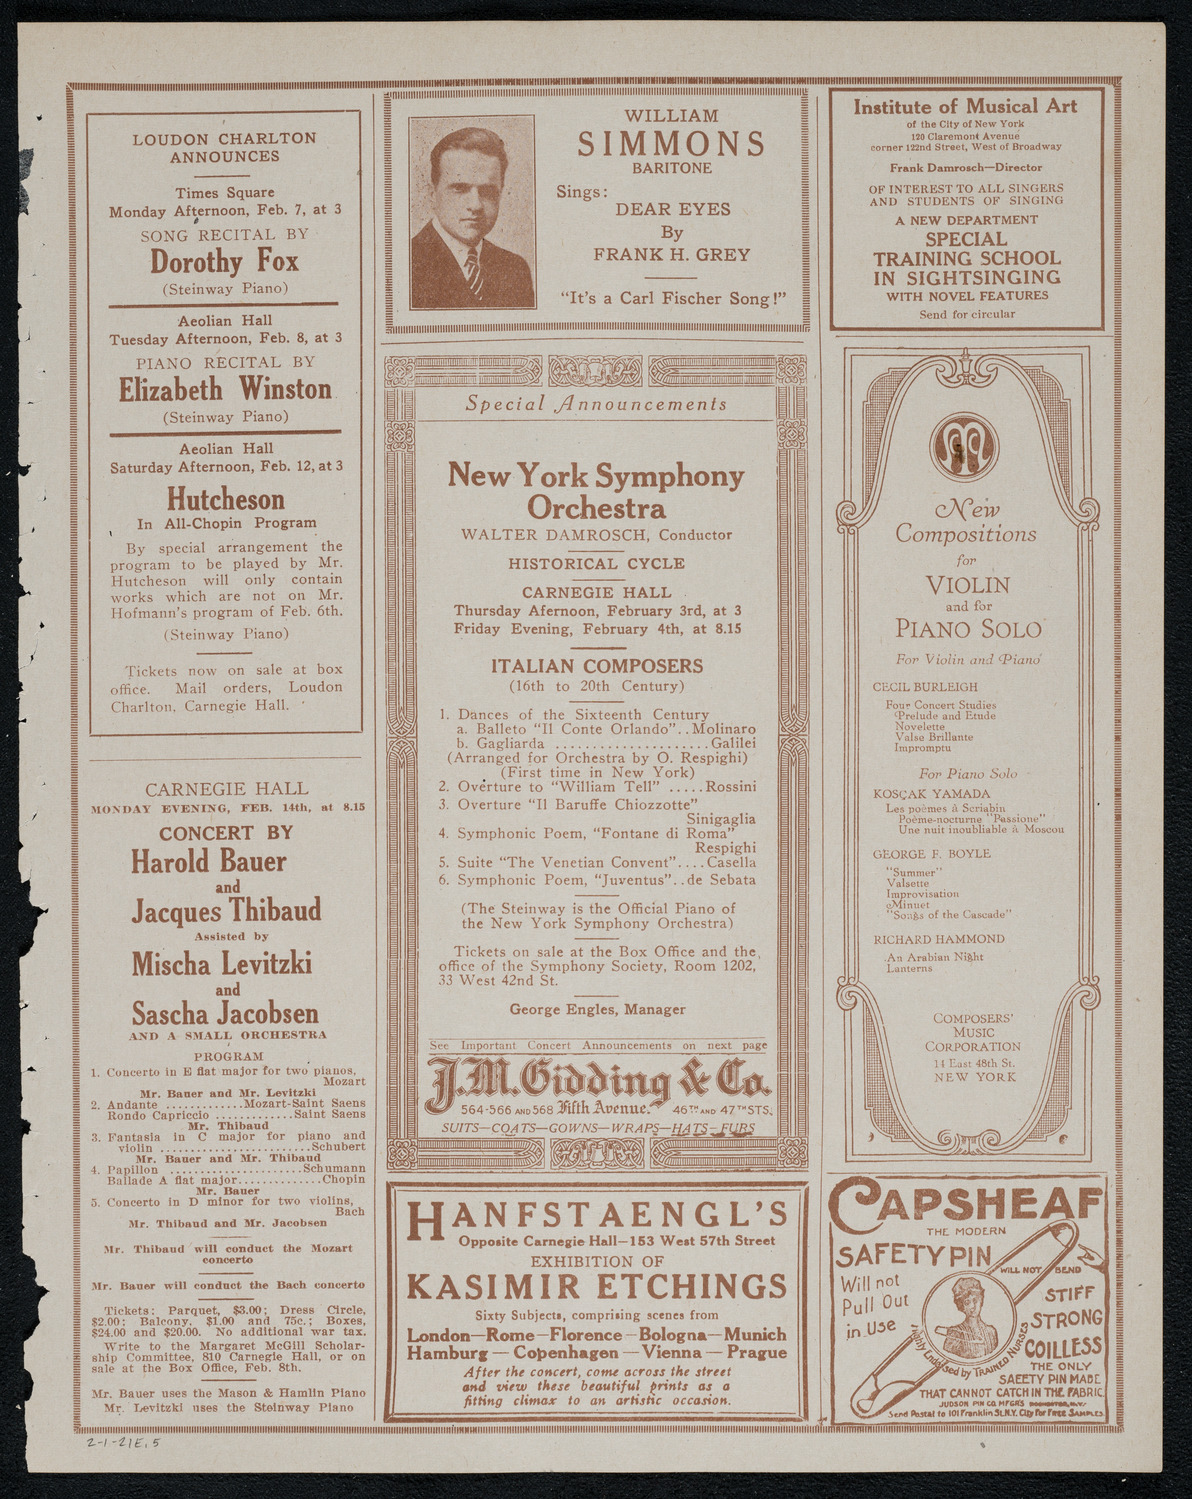 LOUDON CHARLTON
ANNOUNCES
Times Square
Monday Afternoon, Feb. 7, at 3
SONG RECITAL BY
Dorothy Fox
(Steinway Piano)
Aeolian Hall
Tuesday Afternoon, Feb. 8, at 3
PIANO RECITAL BY
Elizabeth Winston
(Steinway Piano)
Aeolian Hall
Saturday Afternoon, Feb. 12, at 3
Hutcheson
In All-Chopin Program
By special arrangement the
program to be played by Mr.
Hutcheson will only contain
works which are not on Mr.
Hofmann's program of Feb. 6th.
(Steinway Piano)
Tickets now on sale at box
office. Mail orders, Loudon
Charlton, Carnegie Hall.
CARNEGIE HALL
MONDAY EVENING, FEB. 14th, at 8.15
CONCERT BY
Harold Bauer
and
Jacques Thibaud
Assisted by
Mischa Levitzki
and
Sascha Jacobsen
AND A SMALL ORCHESTRA
PROGRAM
1. Concerto in E flat major for two pianos,
Mozart
Mr. Bauer and Mr. Levitzki
2. Andante ............Mozart-Saint Saens
Rondo Capriccio ............Saint Saens
Mr. Thibaud
3. Fantasia in C major for piano and
violin .......................Schubert
Mr. Bauer and Mr. Thibaud
4. Papillon ......................Schumann
Ballade A flat major.............Chopin
Mr. Bauer
5. Concerto in D minor for two violins,
Bach
Mr. Thibaud and Mr. Jacobsen
Mr. Thibaud will conduct the Mozart
concerto
Mr. Bauer will conduct the Bach concerto
Tickets: Parquet, $3.00; Dress Circle,
$2.00; Balcony, $1.00 and 75c.; Boxes,
$24.00 and $20.00. No additional war tax.
Write to the Margaret McGill Scholar-
ship Committee, 810 Carnegie Hall, or on
sale at the Box Office, Feb. 8th.
Mr. Bauer uses the Mason & Hamlin Piano
Mr. Levitzki uses the Steinway Piano
2-1-21E, 5
WILLIAM
SIMMONS
BARITONE
Sings:
DEAR EYES
By
FRANK H. GREY
"It's a Carl Fischer Song!"
Special Announcements
New York Symphony
Orchestra
WALTER DAMROSCH, Conductor
HISTORICAL CYCLE
CARNEGIE HALL
Thursday Afernoon, February 3rd, at 3
Friday Evening, February 4th, at 8.15
ITALIAN COMPOSERS
(16th to 20th Century)
1. Dances of the Sixteenth Century
a. Balleto "Il Conte Orlando"..Molinaro
b. Gagliarda .....................Galilei
(Arranged for Orchestra by O. Respighi)
(First time in New York)
2. Overture to "William Tell" .....Rossini
3. Overture "Il Baruffe Chiozzotte"
Sinigaglia
4. Symphonic Poem, "Fontane di Roma"
Respighi
5. Suite "The Venetian Convent"....Casella
6. Symphonic Poem, "Juventus"..de Sebata
(The Steinway is the Official Piano of
the New York Symphony Orchestra)
Tickets on sale at the Box Office and the
office of the Symphony Society, Room 1202,
33 West 42nd St.
George Engles, Manager
See Important Concert Announcements on next page
J.M. Gidding & Co.
564-566 AND 568 Fifth Avenue. 46TH AND 47TH STS.
SUITS—COATS—GOWNS—WRAPS—HATS—FURS
HANFSTAENGL'S
Opposite Carnegie Hall—153 West 57th Street
EXHIBITION OF
KASIMIR ETCHINGS
Sixty Subjects, comprising scenes from
London—Rome—Florence—Bologna—Munich
Hamburg—Copenhagen—Vienna—Prague
After the concert, come across the street
and view these beautiful prints as a
fitting climax to an artistic occasion.
Institute of Musical Art
of the City of New York
120 Claremont Avenue
corner 122nd Street, West of Broadway
Frank Damrosch—Director
OF INTEREST TO ALL SINGERS
AND STUDENTS OF SINGING
A NEW DEPARTMENT
SPECIAL
TRAINING SCHOOL
IN SIGHTSINGING
WITH NOVEL FEATURES
Send for circular
New
Compositions
for
VIOLIN
and for
PIANO SOLO
For Violin and Piano
CECIL BURLEIGH
Four Concert Studies
Prelude and Etude
Novelette
Valse Brillante
Impromptu
For Piano Solo
KOSÇAK YAMADA
Les poèmes à Scriabin
Poème-nocturne "Passione"
Une nuit inoubliable à Moscou
GEORGE F. BOYLE
"Summer"
Valsette
Improvisation
Minuet
"Songs of the Cascade"
RICHARD HAMMOND
An Arabian Night
Lanterns
COMPOSERS'
MUSIC
CORPORATION
14 East 48th St.
NEW YORK
CAPSHEAF
THE MODERN
SAFETY PIN
WILL NOT BEND
Will not
Pull Out
in Use
STIFF
STRONG
COILLESS
Highly Endorsed by TRAINED NURSES
THE ONLY
SAFETY PIN MADE
THAT CANNOT CATCH IN THE FABRIC
JUDSON PIN CO. MFGRS ROCHESTER, N.Y.
Send Postal to 101 Franklin St. N.Y. City for FREE SAMPLES